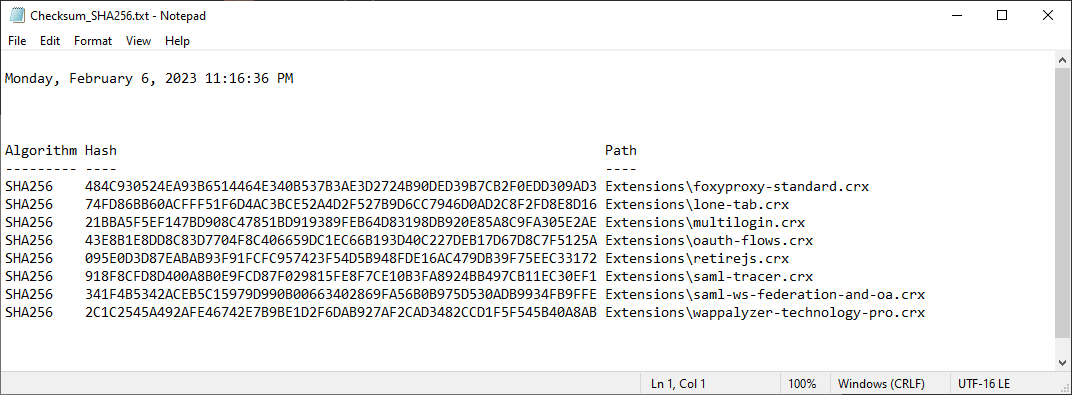 Checksum_SHA256.txt - Notepad
File Edit Format View Help
Monday, February 6, 2023 11:16:36 PM
Algorithm Hash Path
--------- ---- ----
SHA256 484C930524EA93B6514464E340B537B3AE3D2724B90DED39B7CB2F0EDD309AD3 Extensions\foxyproxy-standard.crx
SHA256 74FD86BB60ACFFF51F6D4AC3BCE52A4D2F527B9D6CC7946D0AD2C8F2FD8E8D16 Extensions\lone-tab.crx
SHA256 21BBA5F5EF147BD908C47851BD919389FEB64D83198DB920E85A8C9FA305E2AE Extensions\multilogin.crx
SHA256 43E8B1E8DD8C83D7704F8C406659DC1EC66B193D40C227DEB17D67D8C7F5125A Extensions\oauth-flows.crx
SHA256 095E0D3D87EABAB93F91FCFC957423F54D5B948FDE16AC479DB39F75EEC33172 Extensions\retirejs.crx
SHA256 918F8CFD8D400A8B0E9FCD87F029815FE8F7CE10B3FA8924BB497CB11EC30EF1 Extensions\saml-tracer.crx
SHA256 341F4B5342ACEB5C15979D990B00663402869FA56B0B975D530ADB9934FB9FFE Extensions\saml-ws-federation-and-oa.crx
SHA256 2C1C2545A492AFE46742E7B9BE1D2F6DAB927AF2CAD3482CCD1F5F545B40A8AB Extensions\wappalyzer-technology-pro.crx
Ln 1, Col 1 100% Windows (CRLF) UTF-16 LE